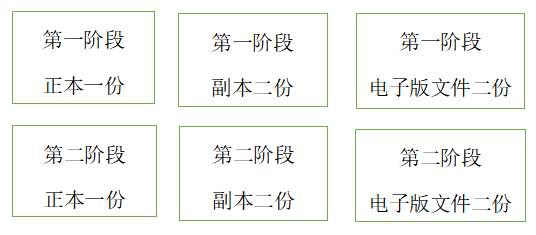 第一阶段
正本一份
第一阶段
副本二份
第一阶段
电子版文件二份
第二阶段
正本一份
第二阶段
副本二份
第二阶段
电子版文件二份